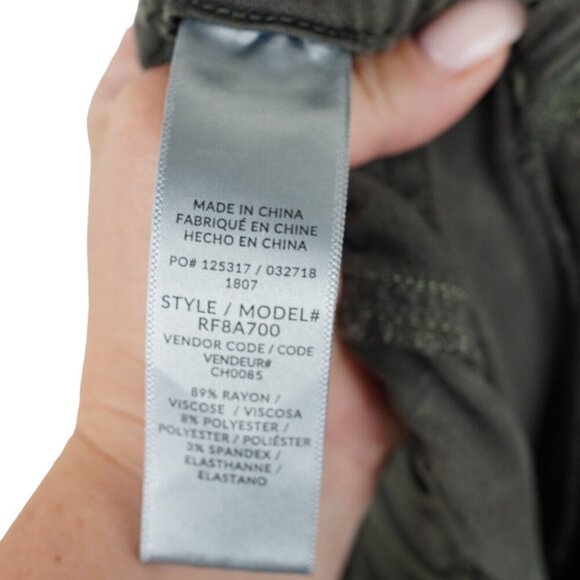 MADE IN CHINA
FABRIQUÉ EN CHINE
HECHO EN CHINA
PO# 125317 / 032718
1807
STYLE / MODEL#
RF8A700
VENDOR CODE / CODE
VENDEUR#
CH0085
89% RAYON /
VISCOSE / VISCOSA
8% POLYESTER /
POLYESTER / POLIÉSTER
3% SPANDEX /
ELASTHANNE /
ELASTANO